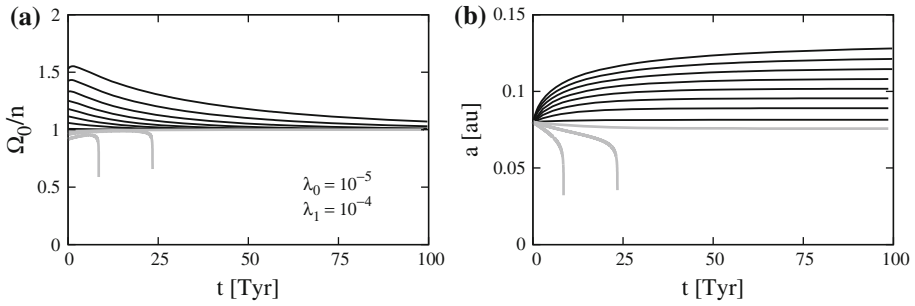 (a)
2
1.5
1
0.5
0
Ω₀/n
0 25 50 75 100
t [Tyr]
λ₀ = 10⁻⁵
λ₁ = 10⁻⁴
(b)
0.15
0.10
0.05
0
a [au]
0 25 50 75 100
t [Tyr]